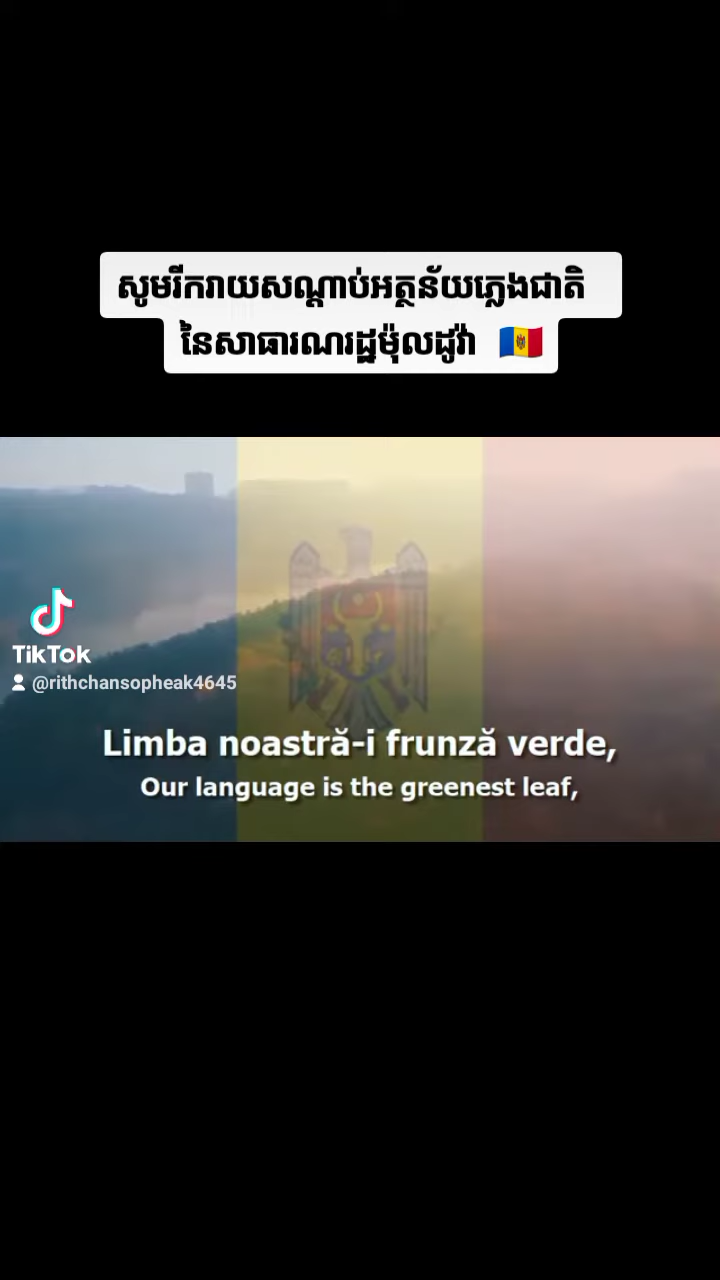 សូមរីករាយសណ្តាប់អត្ថន័យភ្លេងជាតិ
នៃសាធារណរដ្ឋម៉ុលដូវ៉ា 🇲🇩
TikTok
@rithchansopheak4645
Limba noastră-i frunză verde,
Our language is the greenest leaf,